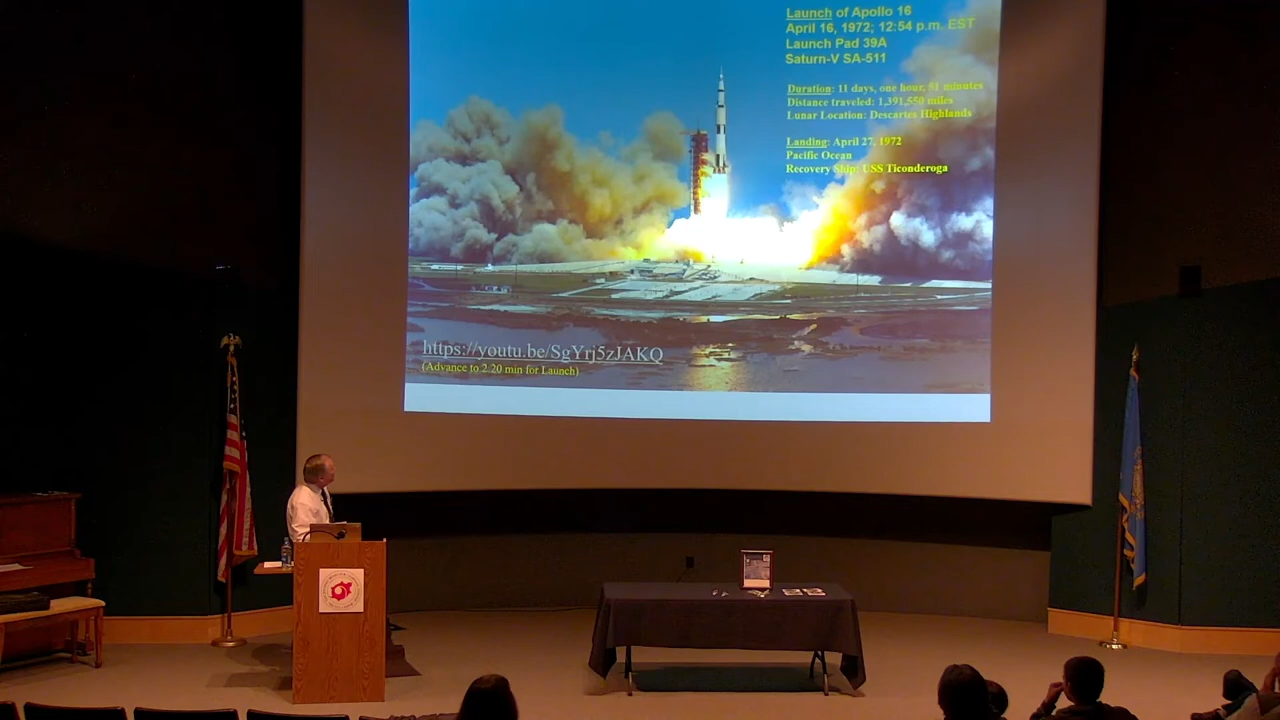 Launch of Apollo 16
April 16, 1972; 12:54 p.m. EST
Launch Pad 39A
Saturn-V SA-511
Duration: 11 days, one hour, 51 minutes
Distance traveled: 1,391,550 miles
Lunar Location: Descartes Highlands
Landing: April 27, 1972
Pacific Ocean
Recovery Ship: USS Ticonderoga
https://youtu.be/SgYrj5zJAKQ
(Advance to 2:20 min for Launch)